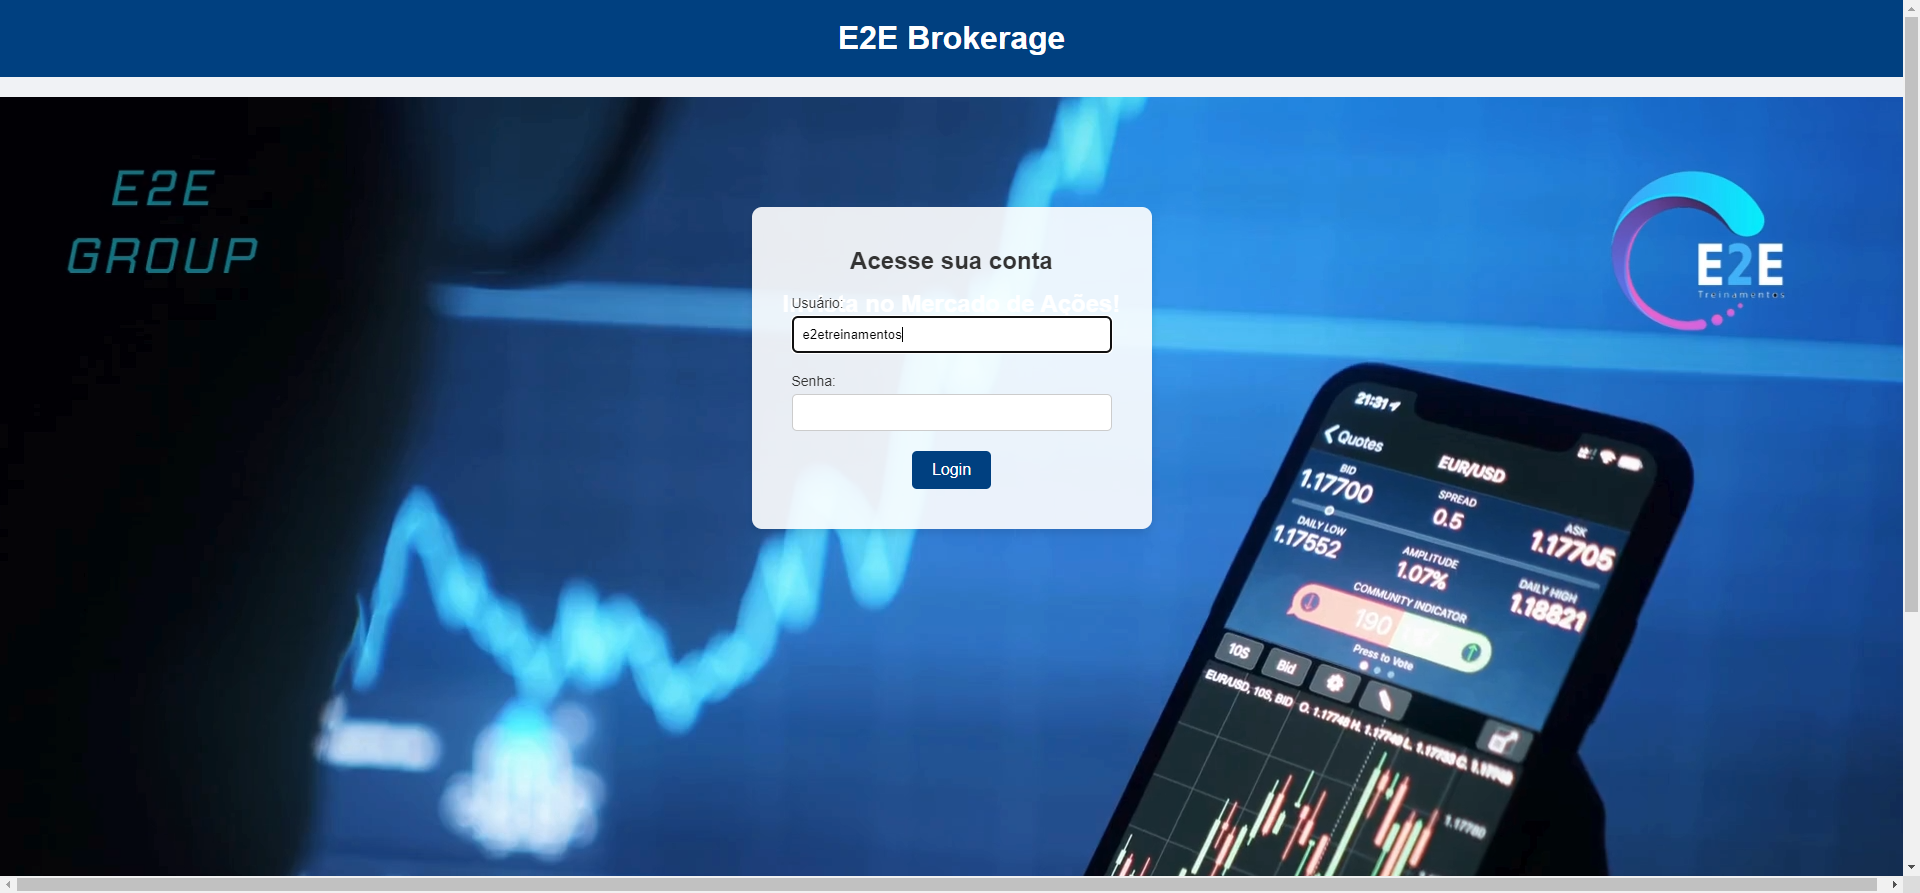 E2E Brokerage
E2E
GROUP
E2E
Treinamentos
Acesse sua conta
no Mercado de Ações!
Usuário:
e2etreinamentos
Senha:
Login
21:31
Quotes
EUR/USD
BID
1.17700
SPREAD
0.5
ASK
1.17705
DAILY LOW
1.17552
AMPLITUDE
1.07%
DAILY HIGH
1.18821
COMMUNITY INDICATOR
190
Press to Vote
10S
Bid
EUR/USD, 10S, BID O. 1.17748 H. 1.17749 L. 1.17733 C. 1.17749
1.17780